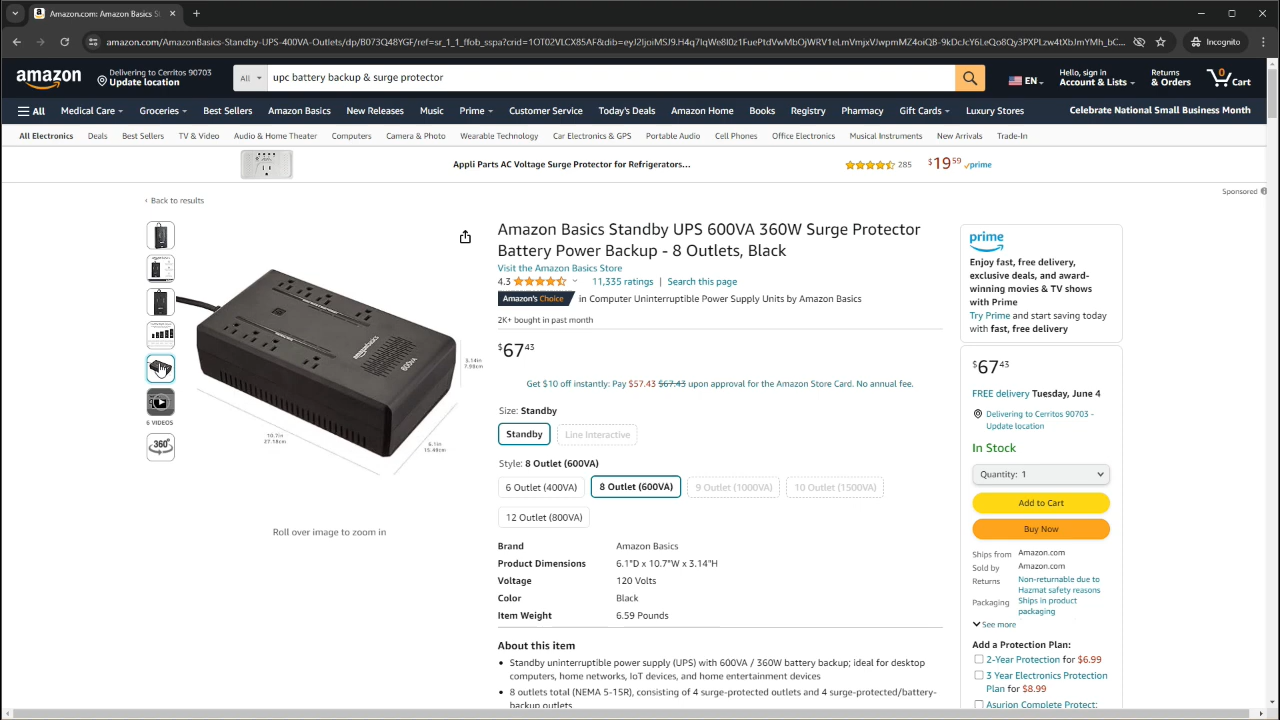 Amazon.com: Amazon Basics St
amazon.com/AmazonBasics-Standby-UPS-400VA-Outlets/dp/B073Q48YGF/ref=sr_1_1_ffob_sspa?
Incognito
amazon
Delivering to Cerritos 90703
Update location
All
upc battery backup & surge protector
EN
Hello, sign in
Account & Lists
Returns
& Orders
0
Cart
All
Medical Care
Groceries
Best Sellers
Amazon Basics
New Releases
Music
Prime
Customer Service
Today's Deals
Amazon Home
Books
Registry
Pharmacy
Gift Cards
Luxury Stores
Celebrate National Small Business Month
All Electronics
Deals
Best Sellers
TV & Video
Audio & Home Theater
Computers
Camera & Photo
Wearable Technology
Car Electronics & GPS
Portable Audio
Cell Phones
Office Electronics
Musical Instruments
New Arrivals
Trade-In
Appli Parts AC Voltage Surge Protector for Refrigerators...
285
$19 59
prime
Sponsored
‹ Back to results
6 VIDEOS
360°
600VA
3.14in
7.98cm
10.7in
27.18cm
6.1in
15.49cm
Roll over image to zoom in
Amazon Basics Standby UPS 600VA 360W Surge Protector
Battery Power Backup - 8 Outlets, Black
Visit the Amazon Basics Store
4.3
11,335 ratings | Search this page
Amazon's Choice in Computer Uninterruptible Power Supply Units by Amazon Basics
2K+ bought in past month
$67 43
Get $10 off instantly: Pay $57.43 $67.43 upon approval for the Amazon Store Card. No annual fee.
Size: Standby
Standby
Line Interactive
Style: 8 Outlet (600VA)
6 Outlet (400VA)
8 Outlet (600VA)
9 Outlet (1000VA)
10 Outlet (1500VA)
12 Outlet (800VA)
Brand Amazon Basics
Product Dimensions 6.1"D x 10.7"W x 3.14"H
Voltage 120 Volts
Color Black
Item Weight 6.59 Pounds
About this item
• Standby uninterruptible power supply (UPS) with 600VA / 360W battery backup; ideal for desktop
computers, home networks, IoT devices, and home entertainment devices
• 8 outlets total (NEMA 5-15R), consisting of 4 surge-protected outlets and 4 surge-protected/battery-
backup outlets
prime
Enjoy fast, free delivery,
exclusive deals, and award-
winning movies & TV shows
with Prime
Try Prime and start saving today
with fast, free delivery
$67 43
FREE delivery Tuesday, June 4
Delivering to Cerritos 90703 -
Update location
In Stock
Quantity: 1
Add to Cart
Buy Now
Ships from Amazon.com
Sold by Amazon.com
Returns Non-returnable due to
Hazmat safety reasons
Packaging Ships in product
packaging
See more
Add a Protection Plan:
2-Year Protection for $6.99
3 Year Electronics Protection
Plan for $8.99
Asurion Complete Protect: